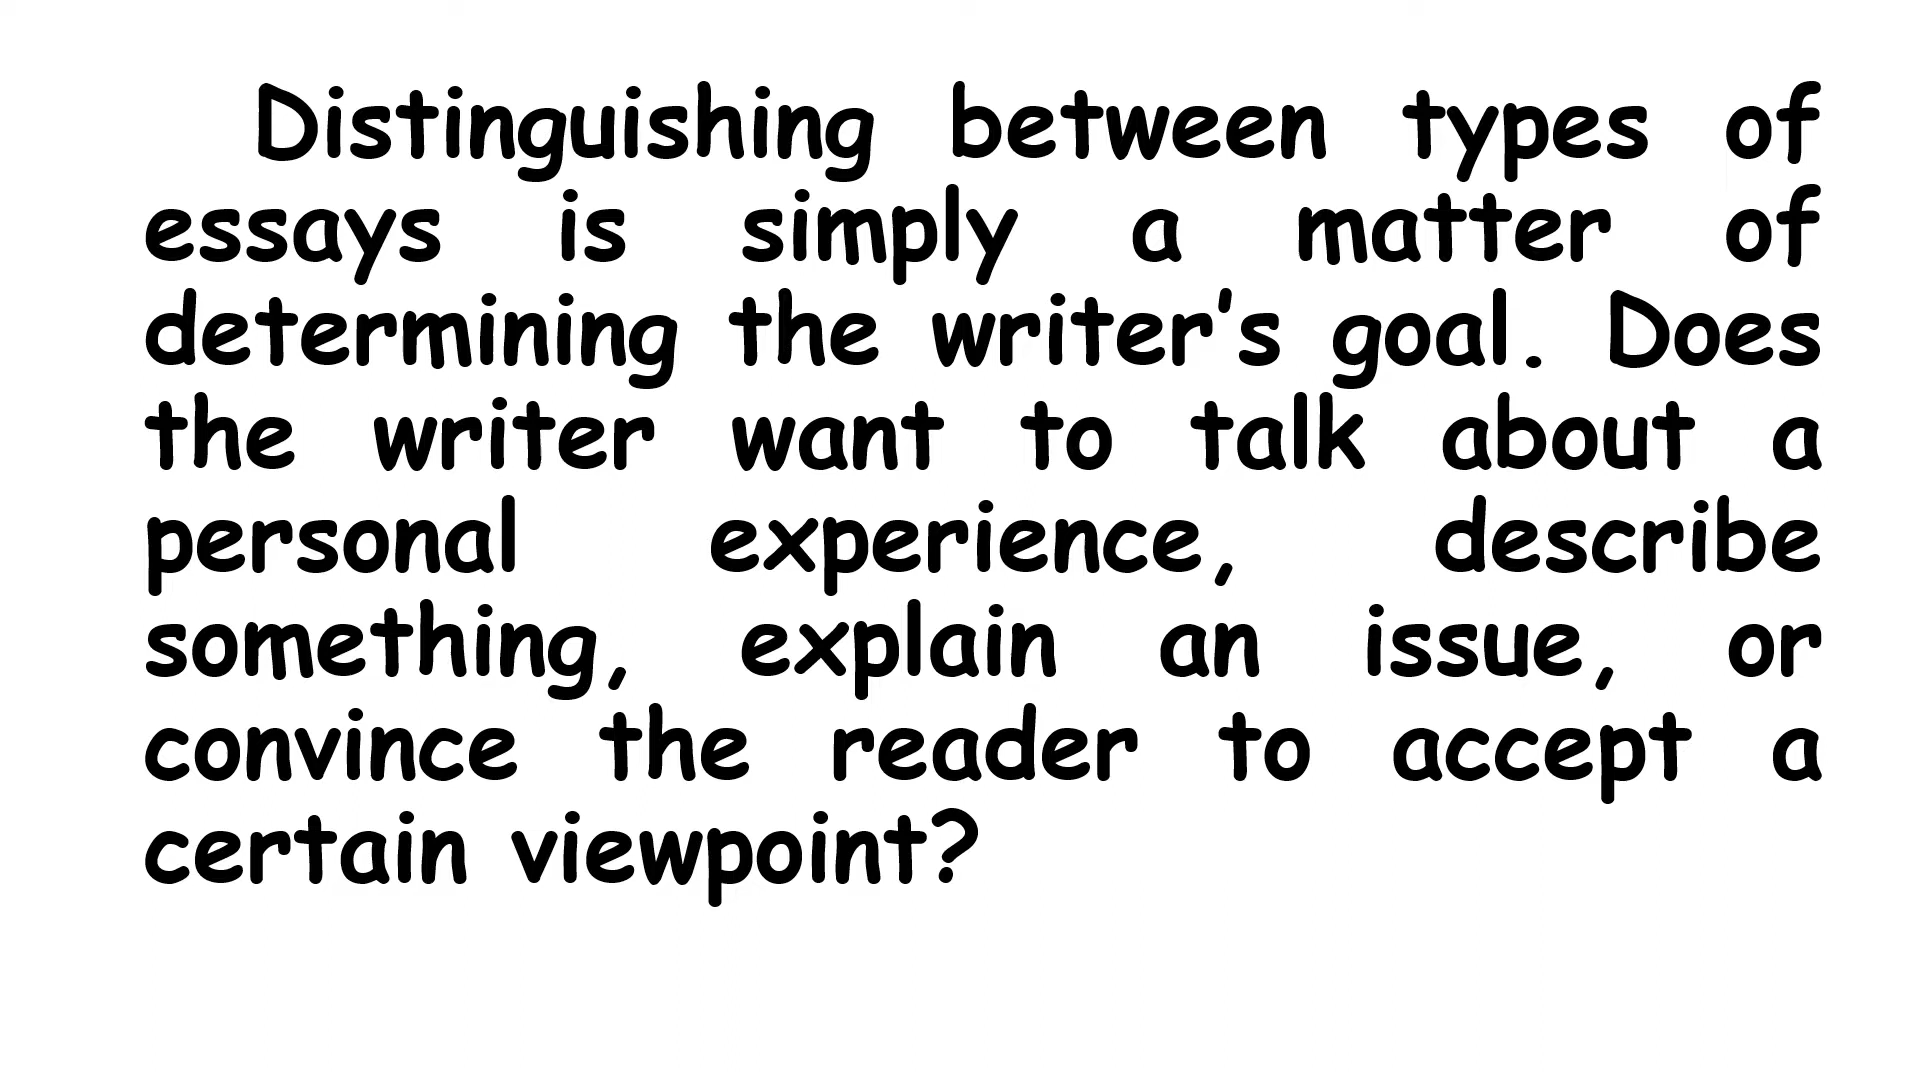 Distinguishing between types of
essays is simply a matter of
determining the writer’s goal. Does
the writer want to talk about a
personal experience, describe
something, explain an issue, or
convince the reader to accept a
certain viewpoint?